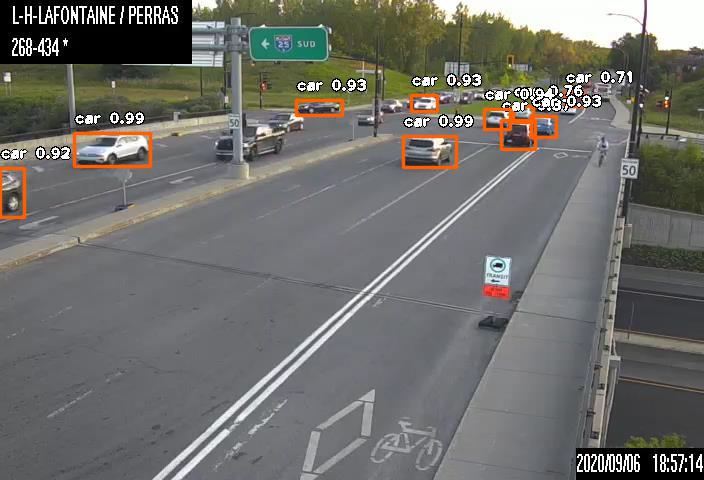 L-H-LAFONTAINE / PERRAS
268-434 *
25 SUD
car 0.93
car 0.93
car 0.71
car 0.99
car 0.99
car 0.92
50
50
TRANSIT
2020/09/06 18:57:14